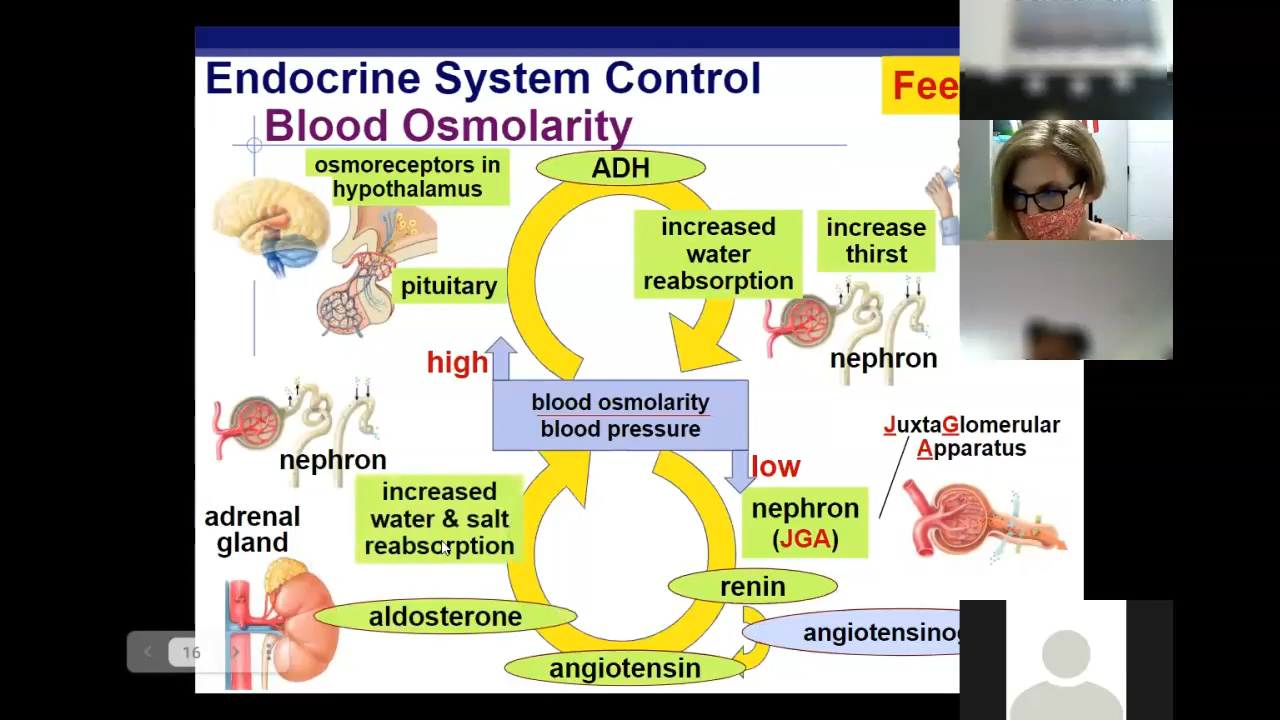 Endocrine System Control
Blood Osmolarity
Fee
osmoreceptors in
hypothalamus
ADH
increased
water
reabsorption
increase
thirst
pituitary
nephron
high
blood osmolarity
blood pressure
low
JuxtaGlomerular
Apparatus
nephron
(JGA)
nephron
increased
water & salt
reabsorption
adrenal
gland
renin
aldosterone
angiotensino
angiotensin
16